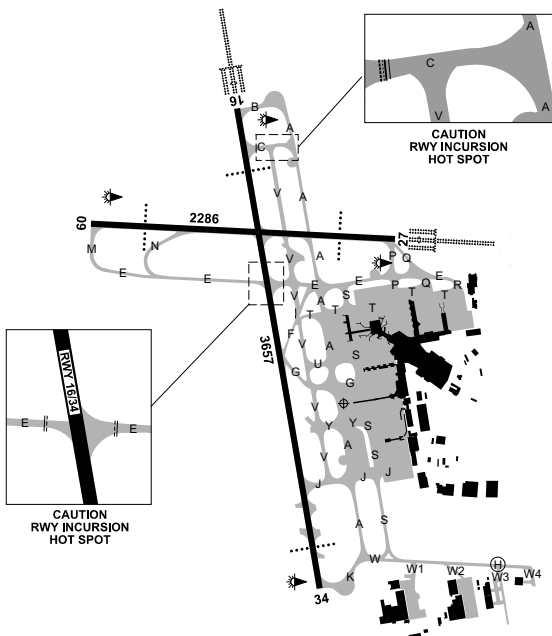 A
C
V
A
CAUTION
RWY INCURSION
HOT SPOT
16
B
A
C
V
A
09
2286
27
M
N
E
E
V
A
P
Q
E
E
S
P
T
Q
E
T
R
V
I
T
A
T
T
F
V
A
S
U
G
G
V
Y
Y
S
V
A
S
J
J
J
3657
RWY 16/34
E
E
CAUTION
RWY INCURSION
HOT SPOT
A
S
W
K
34
W1
W2
H
W3
W4